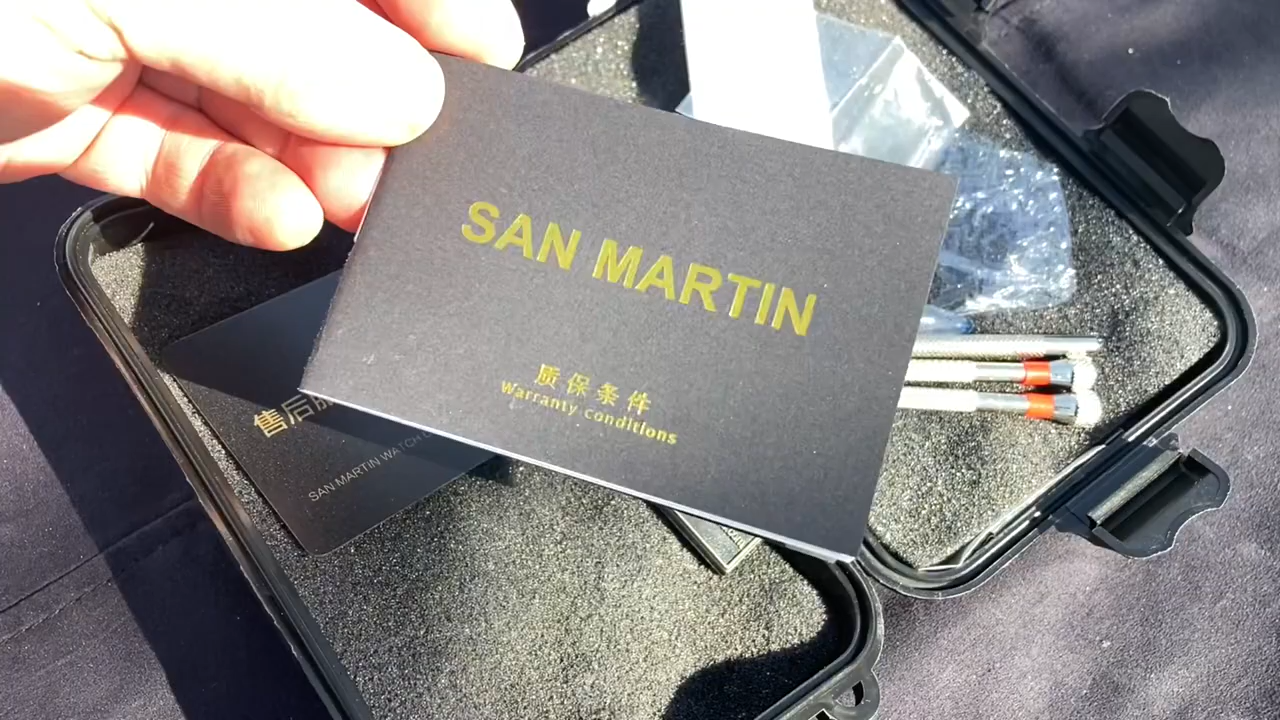 SAN MARTIN
质保条件
Warranty conditions
售后
SAN MARTIN WATCH